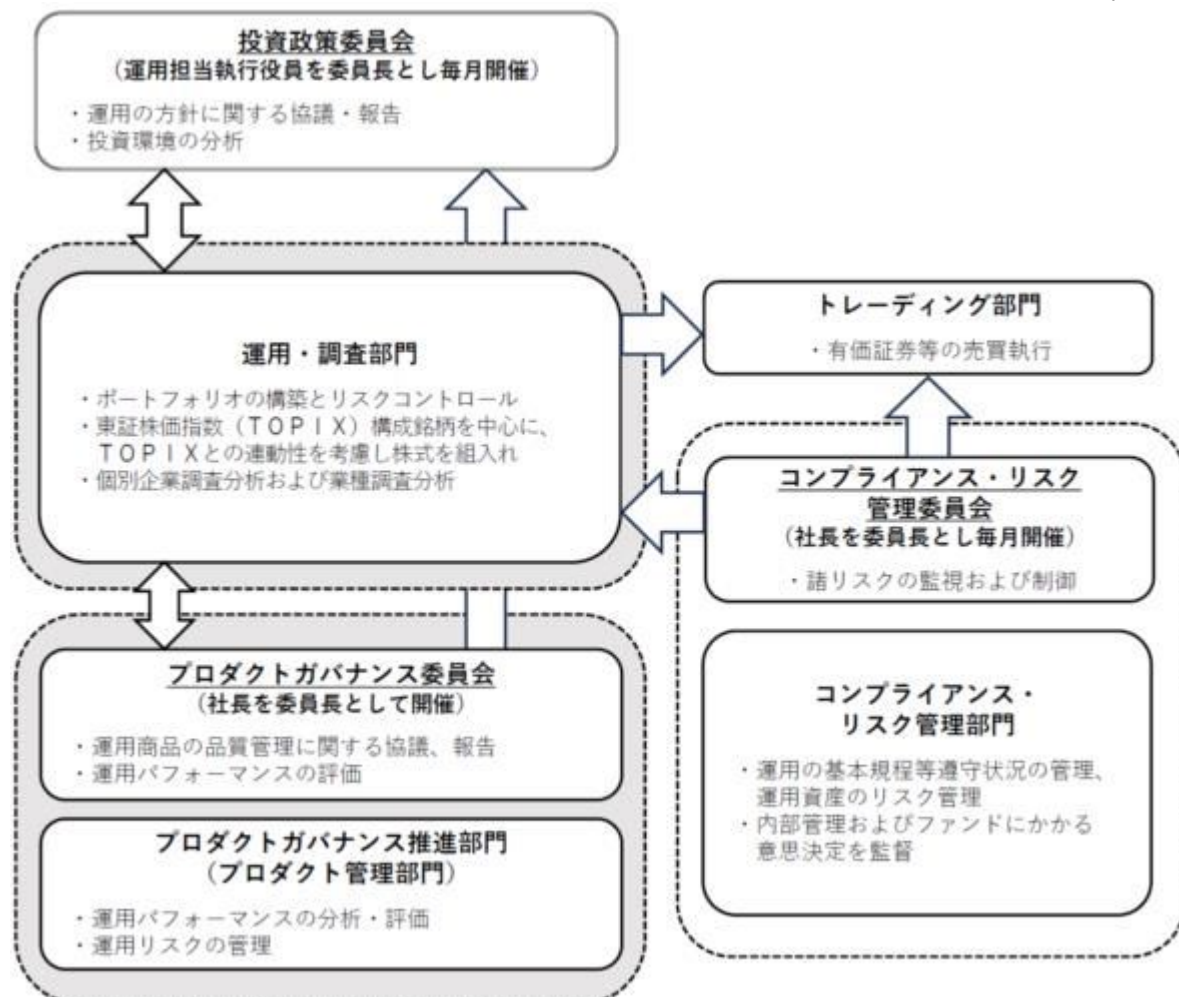 投資政策委員会
（運用担当執行役員を委員長とし毎月開催）
・運用の方針に関する協議・報告
・投資環境の分析
運用・調査部門
・ポートフォリオの構築とリスクコントロール
・東証株価指数（ＴＯＰＩＸ）構成銘柄を中心に、
ＴＯＰＩＸとの連動性を考慮し株式を組入れ
・個別企業調査分析および業種調査分析
トレーディング部門
・有価証券等の売買執行
コンプライアンス・リスク
管理委員会
（社長を委員長とし毎月開催）
・諸リスクの監視および制御
プロダクトガバナンス委員会
（社長を委員長として開催）
・運用商品の品質管理に関する協議、報告
・運用パフォーマンスの評価
プロダクトガバナンス推進部門
（プロダクト管理部門）
・運用パフォーマンスの分析・評価
・運用リスクの管理
コンプライアンス・
リスク管理部門
・運用の基本規程等遵守状況の管理、
運用資産のリスク管理
・内部管理およびファンドにかかる
意思決定を監督